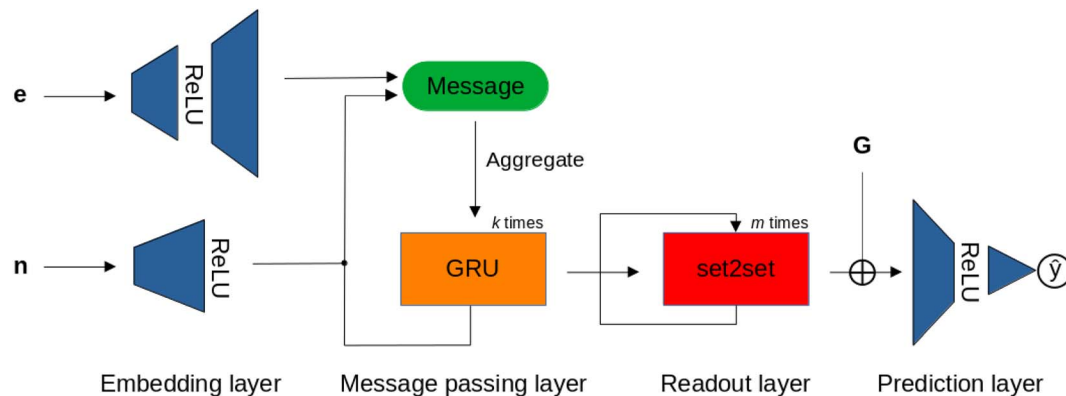 e
ReLU
Message
Aggregate
G
n
ReLU
k times
GRU
m times
set2set
ReLU
ŷ
Embedding layer
Message passing layer
Readout layer
Prediction layer